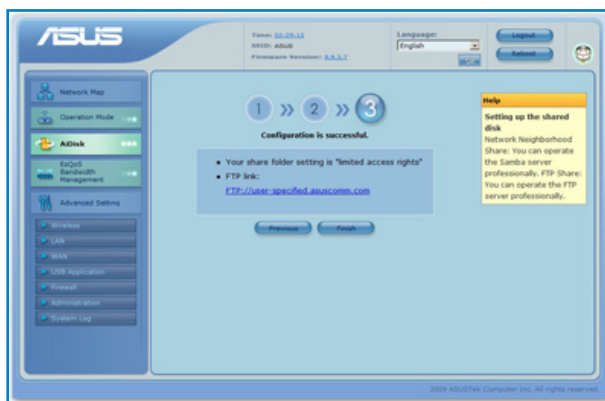 ASUS
Time: 02-29-12
SSID: ASUS
Firmware Version: 9.9.3.7
Language:
English
Logout
Reboot
Network Map
Operation Mode
AiDisk
EzQoS
Bandwidth
Management
Advanced Setting
Wireless
LAN
WAN
USB Application
Firewall
Administration
System Log
1 » 2 » 3
Configuration is successful.
Your share folder setting is "limited access rights"
FTP link:
FTP://user-specified.asuscomm.com
Previous
Finish
Help
Setting up the shared
disk
Network Neighborhood
Share: You can operate
the Samba server
professionally. FTP Share:
You can operate the FTP
server professionally.
2009 ASUSTek Computer Inc. All rights reserved.